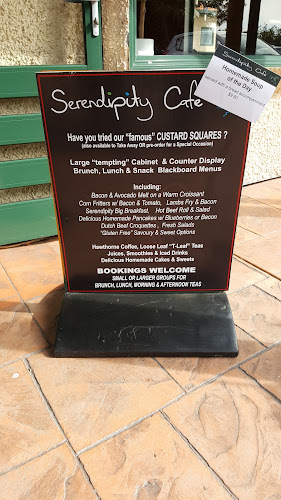 Serendipity Cafe
Have you tried our "famous" CUSTARD SQUARES ?
(also available to Take Away OR pre-order for a Special Occasion)
Large "tempting" Cabinet & Counter Display
Brunch, Lunch & Snack Blackboard Menus
Including:
Bacon & Avocado Melt on a Warm Croissant
Corn Fritters w/ Bacon & Tomato, Lambs Fry & Bacon
Serendipity Big Breakfast, Hot Beef Roll & Salad
Delicious Homemade Pancakes w/ Blueberries or Bacon
Dutch Beef Croquettes, Fresh Salads
"Gluten Free" Savoury & Sweet Options
Hawthorne Coffee, Loose Leaf "T-Leaf" Teas
Juices, Smoothies & Iced Drinks
Delicious Homemade Cakes & Sweets
BOOKINGS WELCOME
SMALL OR LARGER GROUPS FOR
BRUNCH, LUNCH, MORNING & AFTERNOON TEAS
Serendipity Cafe
Homemade Soup
of the Day